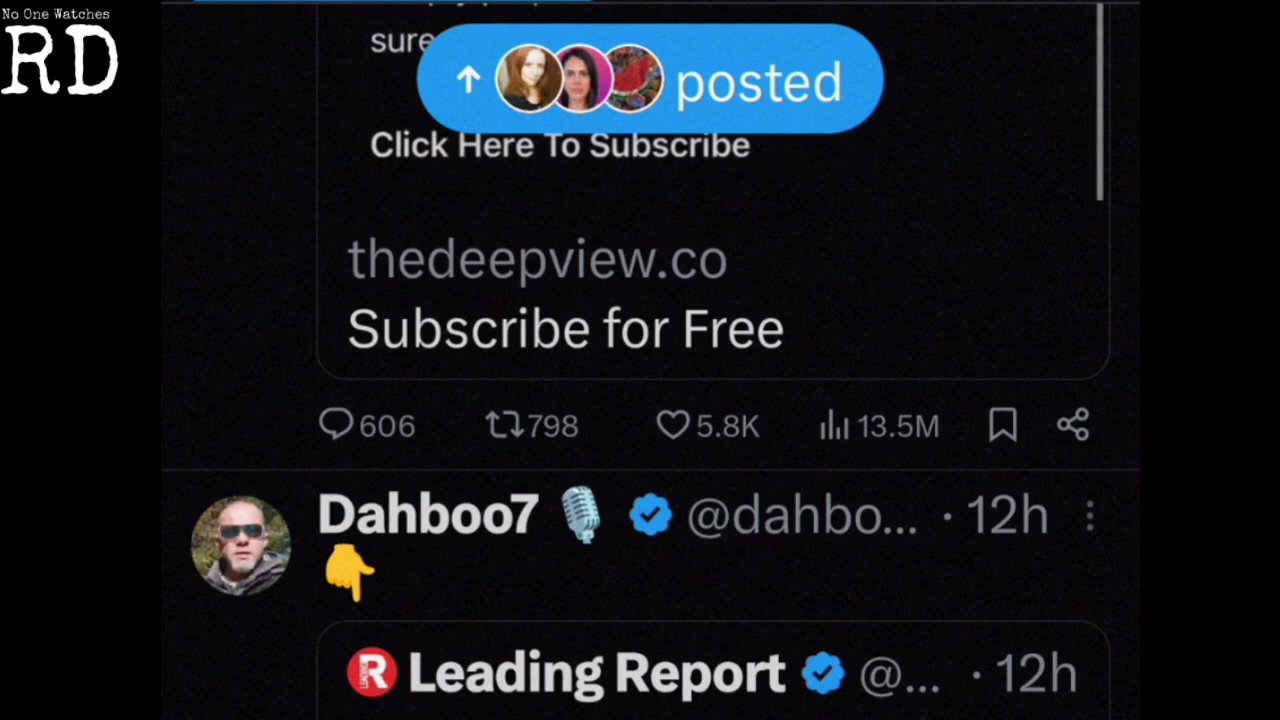 No One Watches
RD
sure
posted
Click Here To Subscribe
thedeepview.co
Subscribe for Free
606 798 5.8K 13.5M
Dahboo7 🎙️ @dahbo... · 12h
👇
Leading Report @... · 12h